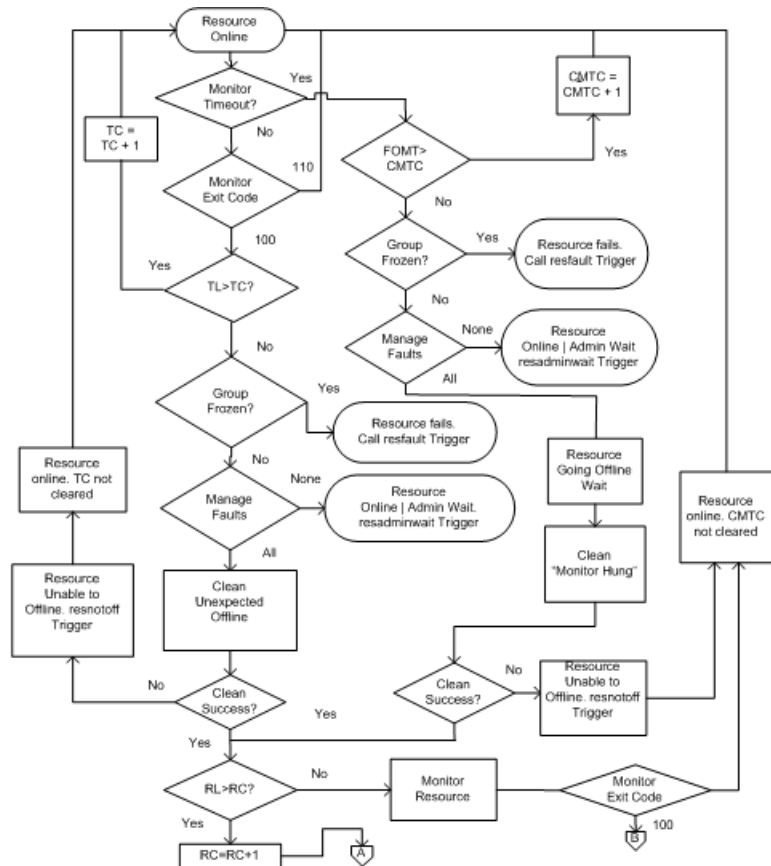 Resource
Online
Monitor
Timeout?
Yes
CMTC =
CMTC + 1
TC =
TC + 1
No
FOMT>
CMTC
Yes
110
Monitor
Exit Code
No
100
Group
Frozen?
Yes
Resource fails.
Call resfault Trigger
Yes
TL>TC?
No
Manage
Faults
None
Resource
Online | Admin Wait
resadminwait Trigger
No
All
Group
Frozen?
Yes
Resource fails.
Call resfault Trigger
Resource
online. TC not
cleared
Resource
Going Offline
Wait
Resource
online. CMTC
not cleared
No
Manage
Faults
None
Resource
Online | Admin Wait.
resadminwait Trigger
All
Clean
"Monitor Hung"
Resource
Unable to
Offline. resnotoff
Trigger
Clean
Unexpected
Offline
No
Clean
Success?
Yes
Clean
Success?
No
Resource
Unable to
Offline. resnotoff
Trigger
Yes
RL>RC?
No
Monitor
Resource
Monitor
Exit Code
Yes
100
RC=RC+1
A
B